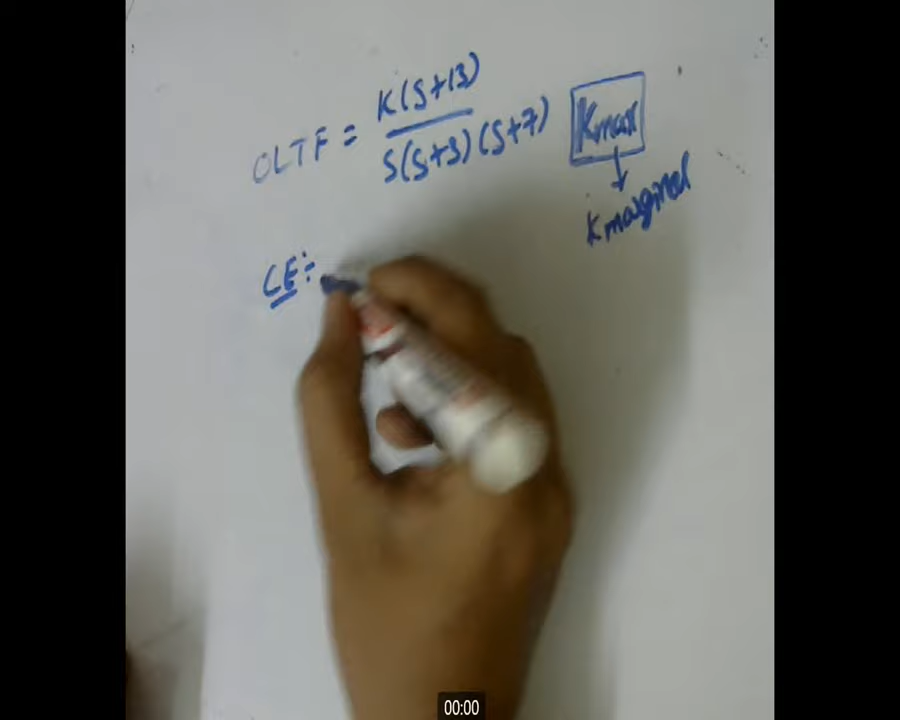 OLTF = K(S+13) / S(S+3)(S+7)
Kmax
↓
Kmarginal
CE:-
00:00